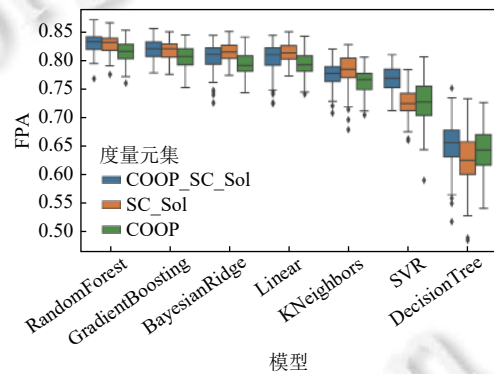 0.85
0.80
0.75
0.70
0.65
0.60
0.55
0.50
FPA
度量元集
COOP_SC_Sol
SC_Sol
COOP
RandomForest
GradientBoosting
BayesianRidge
Linear
KNeighbors
SVR
DecisionTree
模型